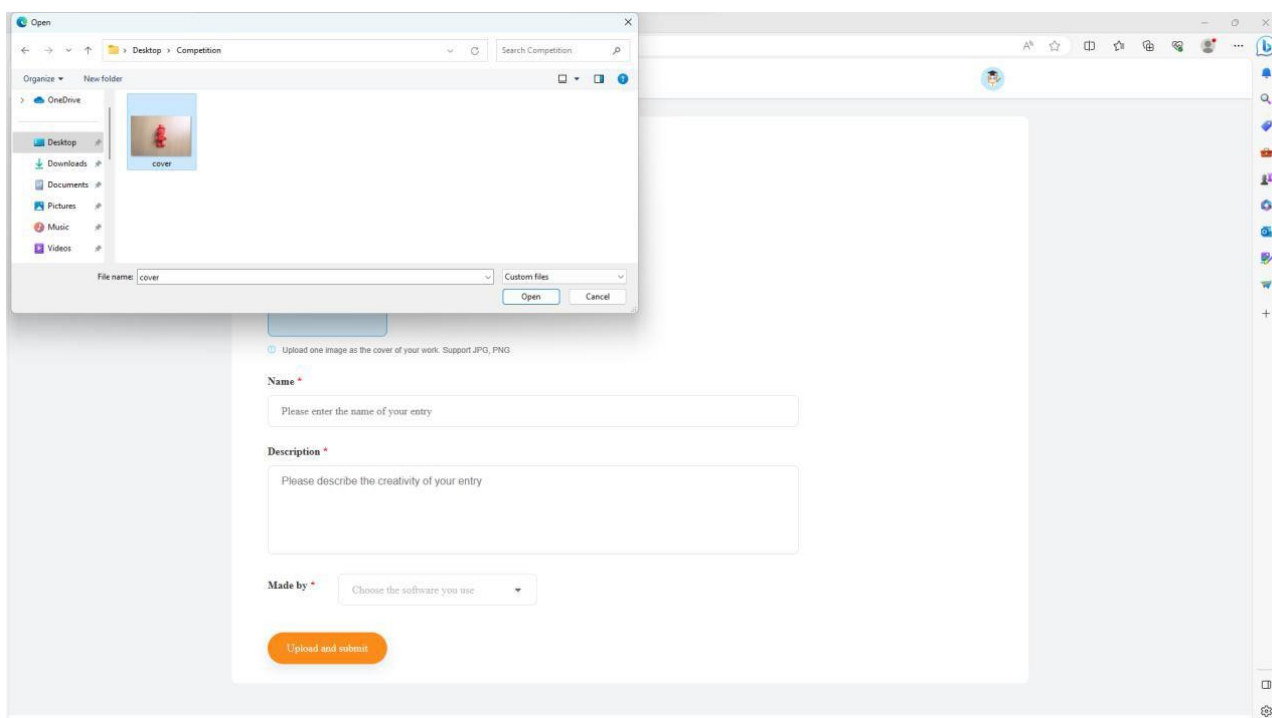 Open
Desktop > Competition
Search Competition
Organize
New folder
OneDrive
Desktop
Downloads
Documents
Pictures
Music
Videos
cover
File name: cover
Custom files
Open Cancel
Upload one image as the cover of your work. Support JPG, PNG
Name *
Please enter the name of your entry
Description *
Please describe the creativity of your entry
Made by *
Choose the software you use
Upload and submit